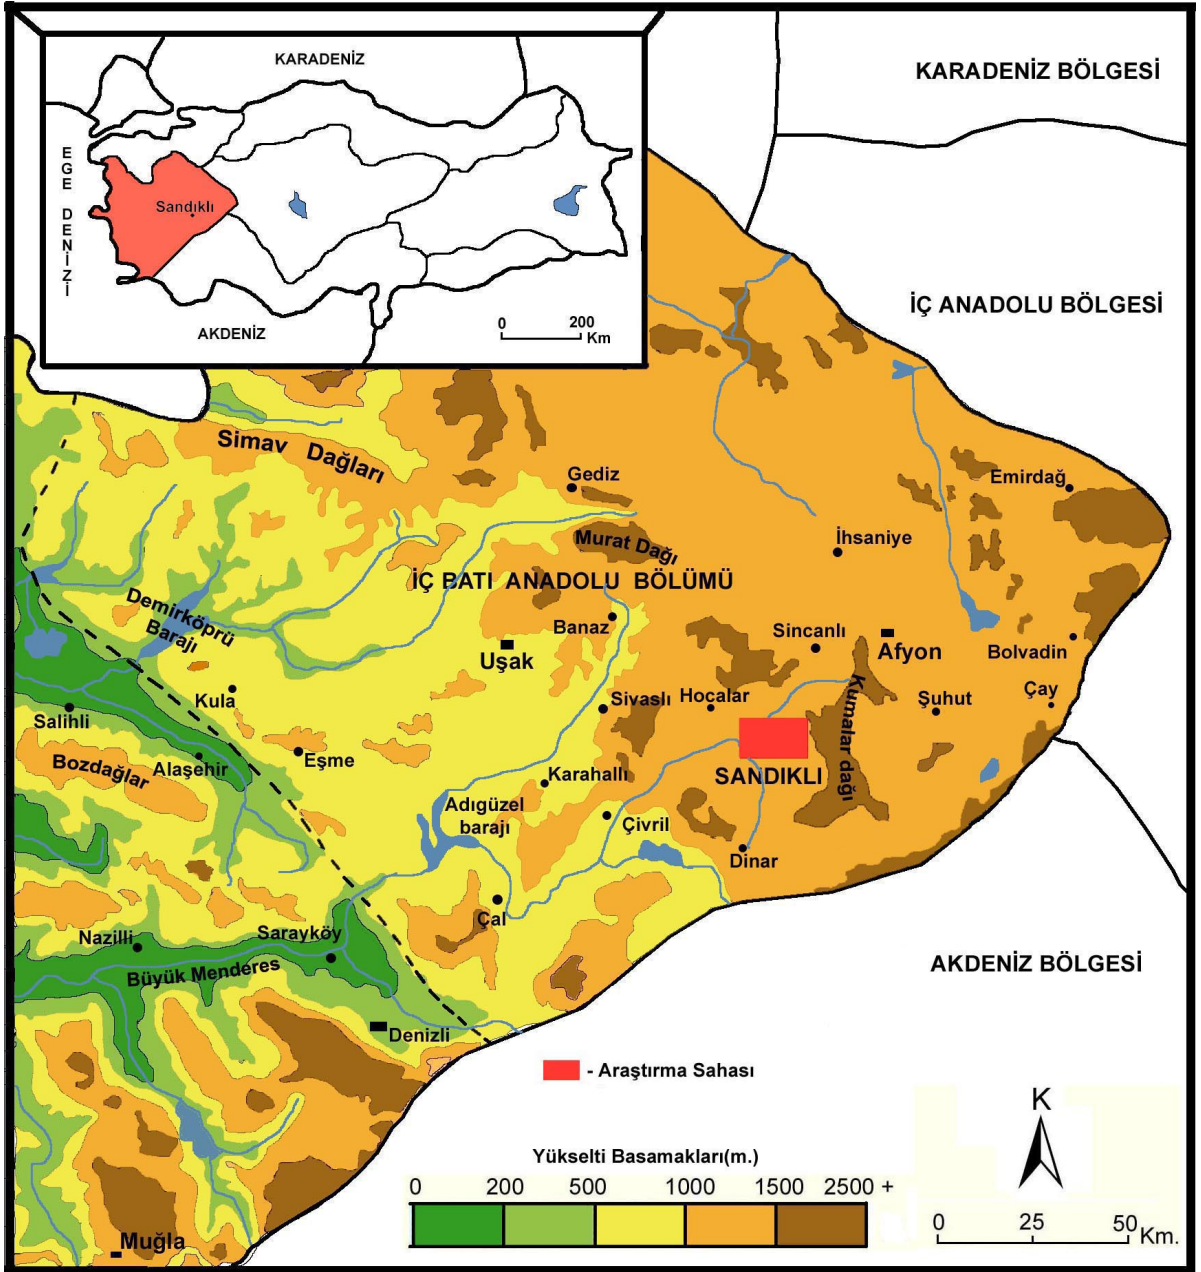 KARADENİZ
EGE DENİZİ
Sandıklı
AKDENİZ
0 200
Km
KARADENİZ BÖLGESİ
İÇ ANADOLU BÖLGESİ
Simav Dağları
Gediz
Emirdağ
Murat Dağı
İhsaniye
İÇ BATI ANADOLU BÖLÜMÜ
Demirköprü
Barajı
Banaz
Sincanlı
Uşak
Afyon
Bolvadin
Kula
Sivaslı
Hocalar
Kumalar dağı
Şuhut
Çay
Salihli
Bozdağlar
Alaşehir
Eşme
Karahallı
SANDIKLI
Adıgüzel
barajı
Çivril
Dinar
Çal
Nazilli
Sarayköy
Büyük Menderes
AKDENİZ BÖLGESİ
Denizli
- Araştırma Sahası
Muğla
Yükselti Basamakları(m.)
0 200 500 1000 1500 2500 +
K
0 25 50 Km.